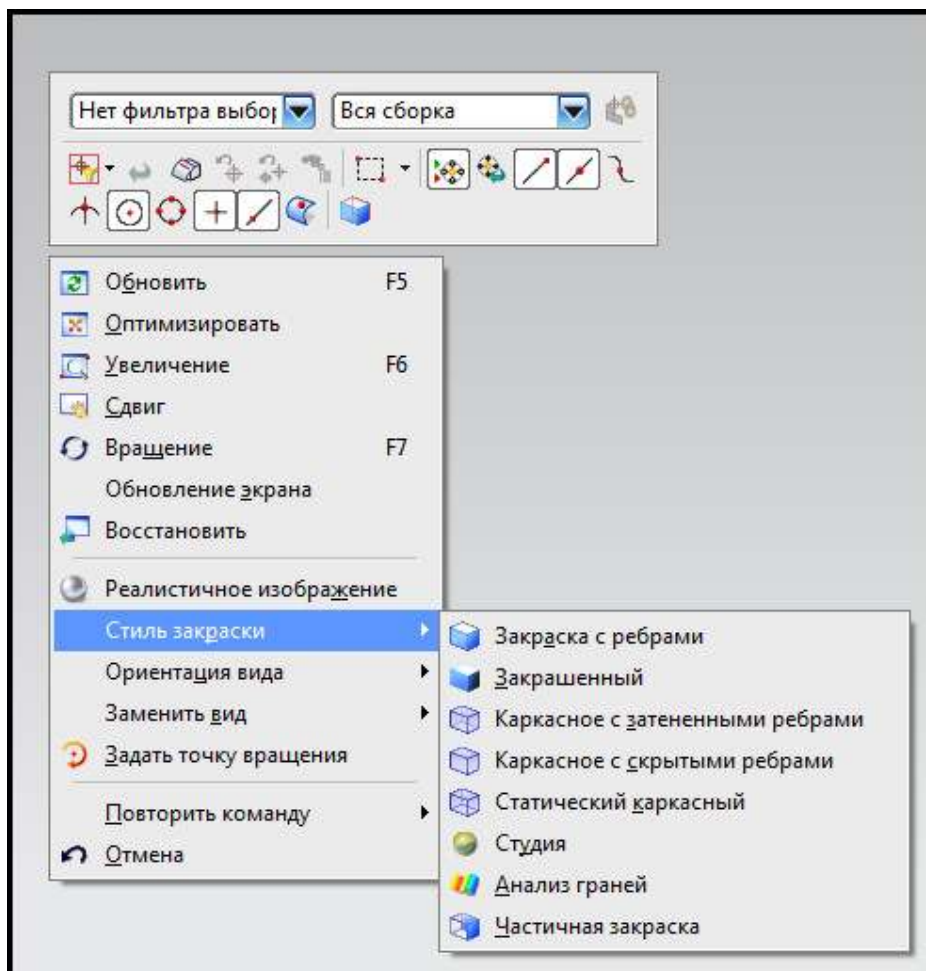 Нет фильтра выбор Вся сборка
Обновить F5
Оптимизировать
Увеличение F6
Сдвиг
Вращение F7
Обновление экрана
Восстановить
Реалистичное изображение
Стиль закраски
Ориентация вида
Заменить вид
Задать точку вращения
Повторить команду
Отмена
Закраска с ребрами
Закрашенный
Каркасное с затененными ребрами
Каркасное с скрытыми ребрами
Статический каркасный
Студия
Анализ граней
Частичная закраска